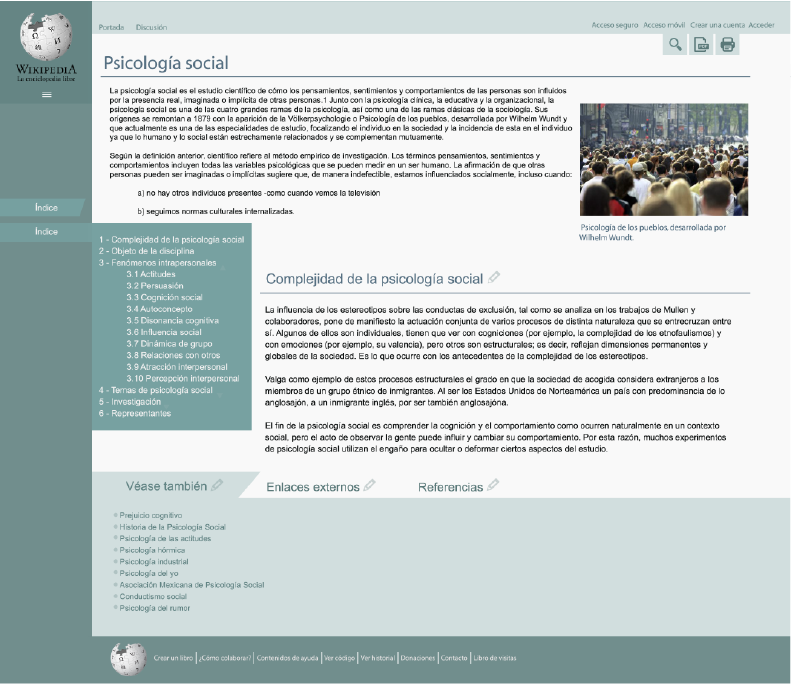 Portada Discusión
Acceso seguro Acceso móvil Crear una cuenta Acceder
WIKIPEDIA
La enciclopedia libre
Psicología social
La psicología social es el estudio científico de cómo los pensamientos, sentimientos y comportamientos de las personas son influidos
por la presencia real, imaginada o implícita de otras personas.1 Junto con la psicología clínica, la educativa y la organizacional, la
psicología social es una de las cuatro grandes ramas de la psicología, así como una de las ramas clásicas de la sociología. Sus
orígenes se remontan a 1879 con la aparición de la Völkerpsychologie o Psicología de los pueblos, desarrollada por Wilhelm Wundt y
que actualmente es una de las especialidades de estudio, focalizando el individuo en la sociedad y la incidencia de esta en el individuo
ya que lo humano y lo social están estrechamente relacionados y se complementan mutuamente.
Según la definición anterior, científico refiere al método empírico de investigación. Los términos pensamientos, sentimientos y
comportamientos incluyen todas las variables psicológicas que se pueden medir en un ser humano. La afirmación de que otras
personas pueden ser imaginadas o implícitas sugiere que, de manera indefectible, estamos influenciados socialmente, incluso cuando:
a) no hay otros individuos presentes -como cuando vemos la televisión
b) seguimos normas culturales internalizadas.
Psicología de los pueblos, desarrollada por
Wilhelm Wundt.
Índice
Índice
1 - Complejidad de la psicología social
2 - Objeto de la disciplina
3 - Fenómenos intrapersonales
3.1 Actitudes
3.2 Persuasión
3.3 Cognición social
3.4 Autoconcepto
3.5 Disonancia cognitiva
3.6 Influencia social
3.7 Dinámica de grupo
3.8 Relaciones con otros
3.9 Atracción interpersonal
3.10 Percepción interpersonal
4 - Temas de psicología social
5 - Investigación
6 - Representantes
Complejidad de la psicología social
La influencia de los estereotipos sobre las conductas de exclusión, tal como se analiza en los trabajos de Mullen y
colaboradores, pone de manifiesto la actuación conjunta de varios procesos de distinta naturaleza que se entrecruzan entre
sí. Algunos de ellos son individuales, tienen que ver con cogniciones (por ejemplo, la complejidad de los etnofaulismos) y
con emociones (por ejemplo, su valencia), pero otros son estructurales; es decir, reflejan dimensiones permanentes y
globales de la sociedad. Es lo que ocurre con los antecedentes de la complejidad de los estereotipos.
Valga como ejemplo de estos procesos estructurales el grado en que la sociedad de acogida considera extranjeros a los
miembros de un grupo étnico de inmigrantes. Al ser los Estados Unidos de Norteamérica un país con predominancia de lo
anglosajón, a un inmigrante inglés, por ser también anglosajóna.
El fin de la psicología social es comprender la cognición y el comportamiento como ocurren naturalmente en un contexto
social, pero el acto de observar la gente puede influir y cambiar su comportamiento. Por esta razón, muchos experimentos
de psicología social utilizan el engaño para ocultar o deformar ciertos aspectos del estudio.
Véase también Enlaces externos Referencias
Prejuicio cognitivo
Historia de la Psicología Social
Psicología de las actitudes
Psicología hórmica
Psicología industrial
Psicología del yo
Asociación Mexicana de Psicología Social
Conductismo social
Psicología del rumor
Crear un libro | ¿Cómo colaborar? | Contenidos de ayuda | Ver código | Ver historial | Donaciones | Contacto | Libro de visitas